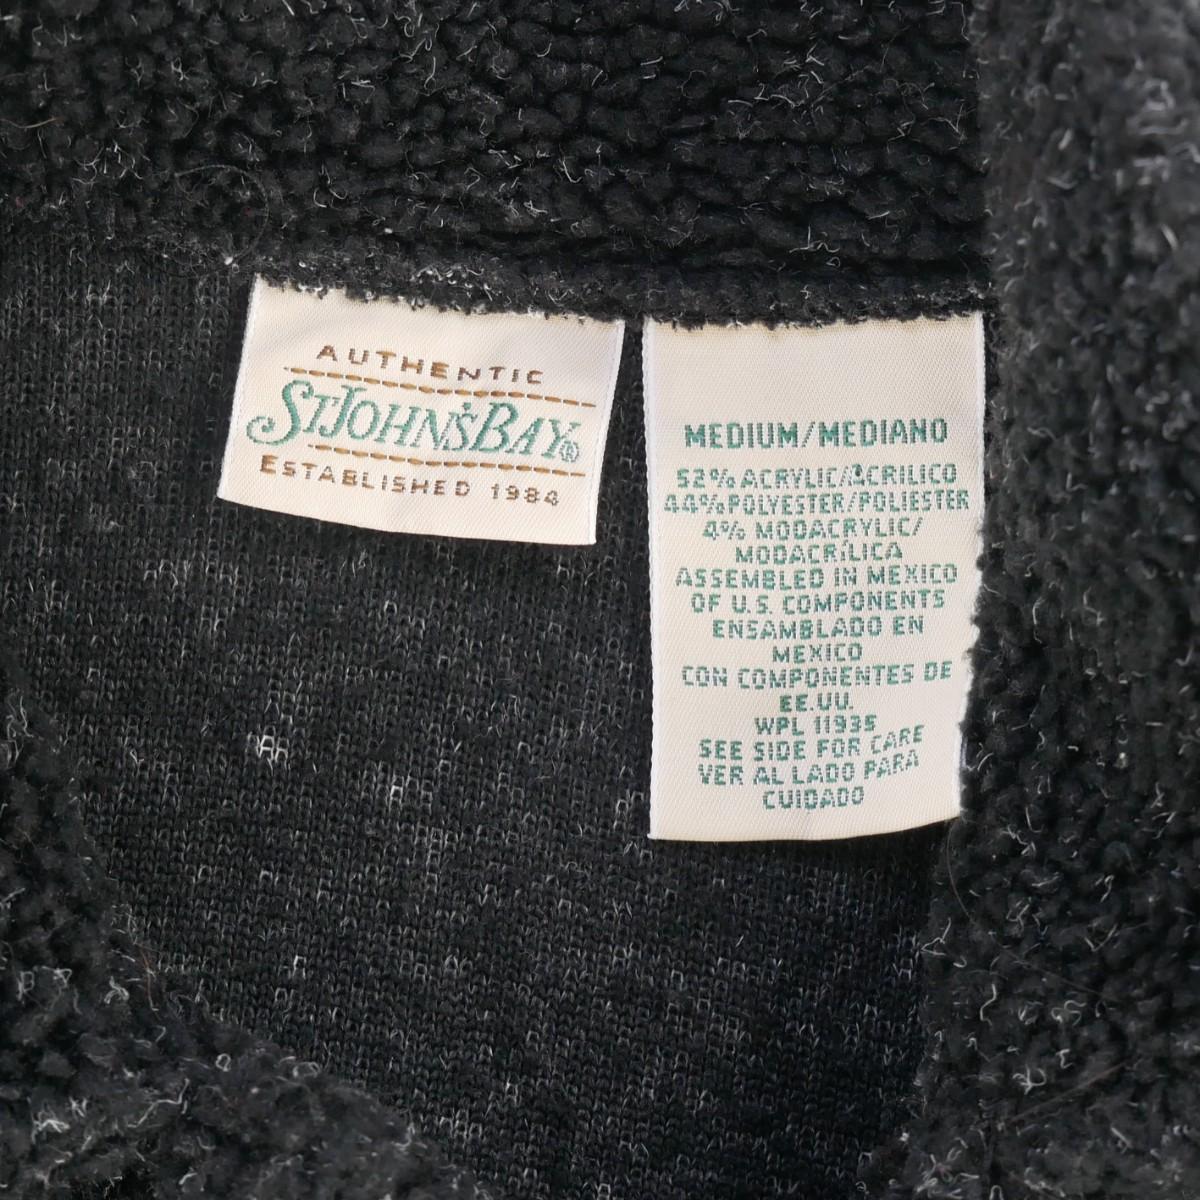 AUTHENTIC
ST. JOHN'S BAY®
ESTABLISHED 1984
MEDIUM/MEDIANO
52% ACRYLIC/ACRILICO
44% POLYESTER/POLIESTER
4% MODACRYLIC/
MODACRÍLICA
ASSEMBLED IN MEXICO
OF U.S. COMPONENTS
ENSAMBLADO EN
MEXICO
CON COMPONENTES DE
EE.UU.
WPL 11935
SEE SIDE FOR CARE
VER AL LADO PARA
CUIDADO